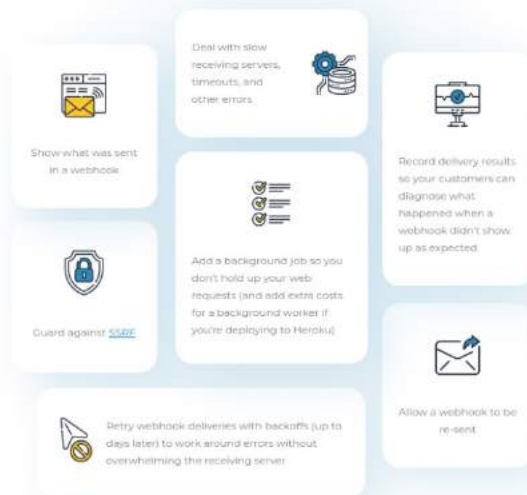 Show what was sent
in a webhook
Deal with slow
receiving servers,
timeouts, and
other errors
Record delivery results
so your customers can
diagnose what
happened when a
webhook didn't show
up as expected
Guard against SSRF
Add a background job so you
don't hold up your web
requests (and add extra costs
for a background worker if
you're deploying to Heroku)
Allow a webhook to be
re-sent
Retry webhook deliveries with backoffs (up to
days later) to work around errors without
overwhelming the receiving server